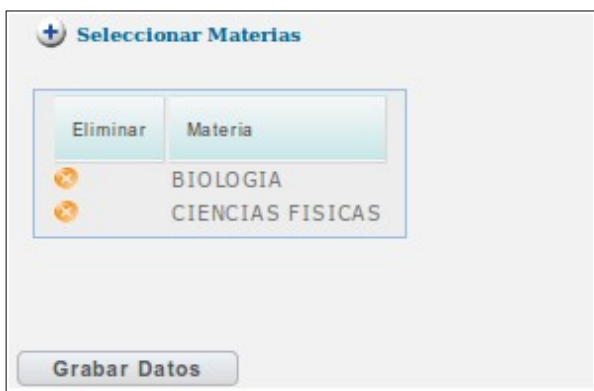 Seleccionar Materias
Eliminar Materia
BIOLOGIA
CIENCIAS FISICAS
Grabar Datos